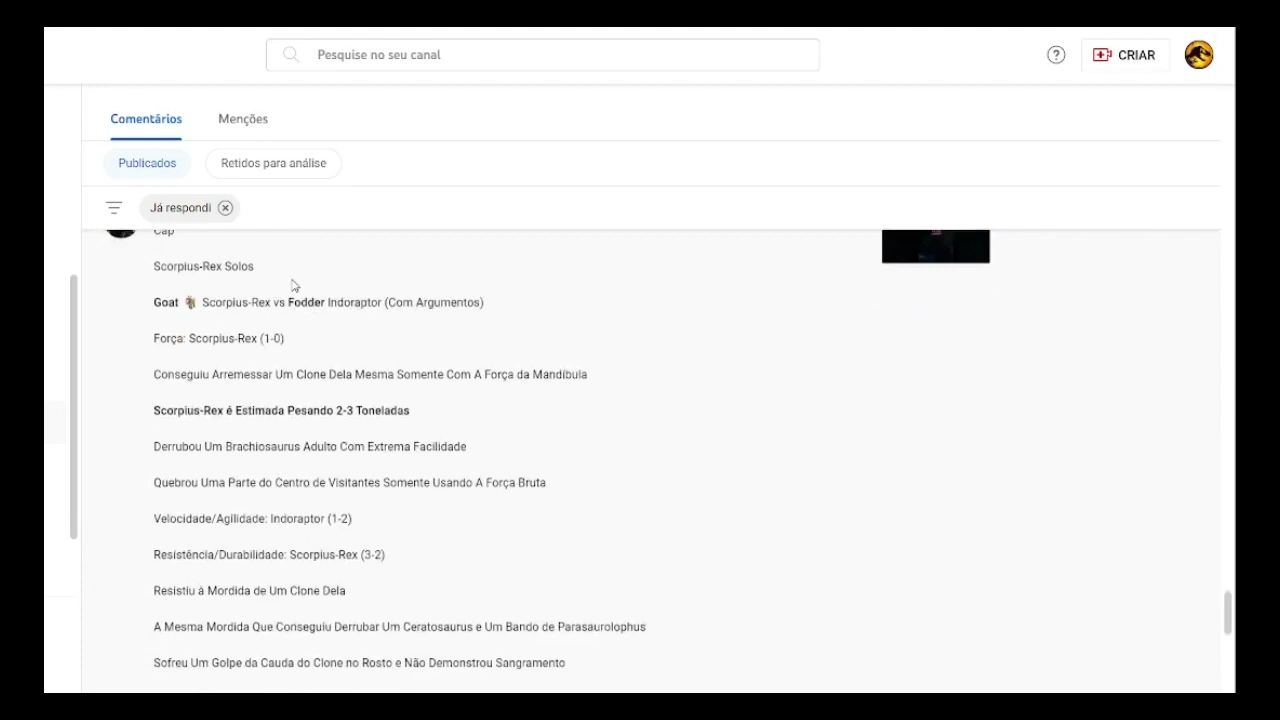 Pesquise no seu canal
CRIAR
Comentários
Menções
Publicados
Retidos para análise
Já respondi
Cap
Scorpius-Rex Solos
Goat 🐐 Scorpius-Rex vs Fodder Indoraptor (Com Argumentos)
Força: Scorpius-Rex (1-0)
Conseguiu Arremessar Um Clone Dela Mesma Somente Com A Força da Mandíbula
Scorpius-Rex é Estimada Pesando 2-3 Toneladas
Derrubou Um Brachiosaurus Adulto Com Extrema Facilidade
Quebrou Uma Parte do Centro de Visitantes Somente Usando A Força Bruta
Velocidade/Agilidade: Indoraptor (1-2)
Resistência/Durabilidade: Scorpius-Rex (3-2)
Resistiu à Mordida de Um Clone Dela
A Mesma Mordida Que Conseguiu Derrubar Um Ceratosaurus e Um Bando de Parasaurolophus
Sofreu Um Golpe da Cauda do Clone no Rosto e Não Demonstrou Sangramento